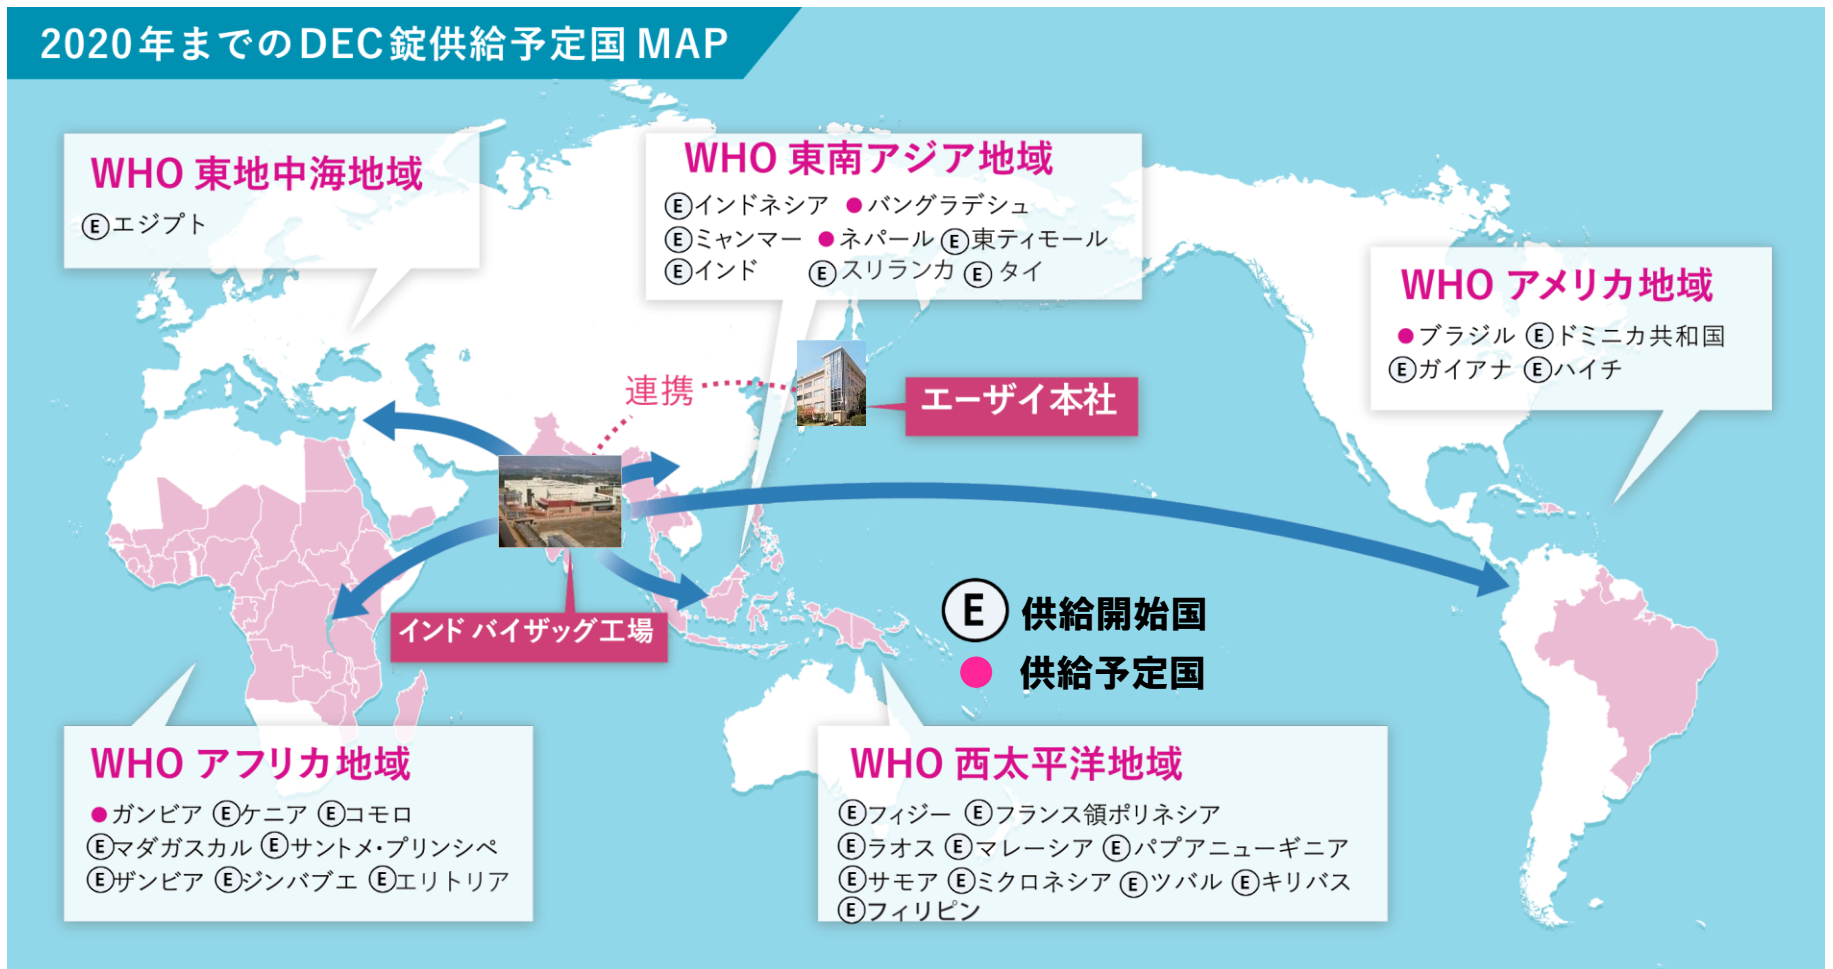 2020年までのDEC錠供給予定国 MAP
WHO 東地中海地域
Ⓔエジプト
WHO 東南アジア地域
Ⓔインドネシア ●バングラデシュ
Ⓔミャンマー ●ネパール Ⓔ東ティモール
Ⓔインド Ⓔスリランカ Ⓔタイ
WHO アメリカ地域
●ブラジル Ⓔドミニカ共和国
Ⓔガイアナ Ⓔハイチ
連携
エーザイ本社
インド バイザッグ工場
Ⓔ 供給開始国
● 供給予定国
WHO アフリカ地域
●ガンビア Ⓔケニア Ⓔコモロ
Ⓔマダガスカル Ⓔサントメ・プリンシペ
Ⓔザンビア Ⓔジンバブエ Ⓔエリトリア
WHO 西太平洋地域
Ⓔフィジー Ⓔフランス領ポリネシア
Ⓔラオス Ⓔマレーシア Ⓔパプアニューギニア
Ⓔサモア Ⓔミクロネシア Ⓔツバル Ⓔキリバス
Ⓔフィリピン